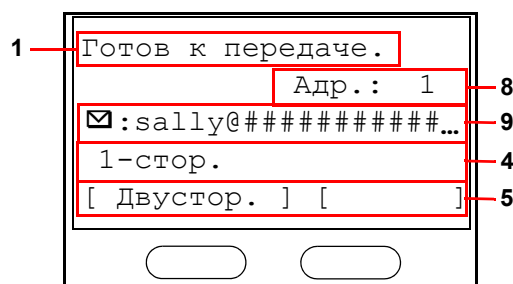 1 Готов к передаче.
Адр.: 1 8
:sally@###########… 9
1-стор. 4
[ Двустор. ] [ ] 5